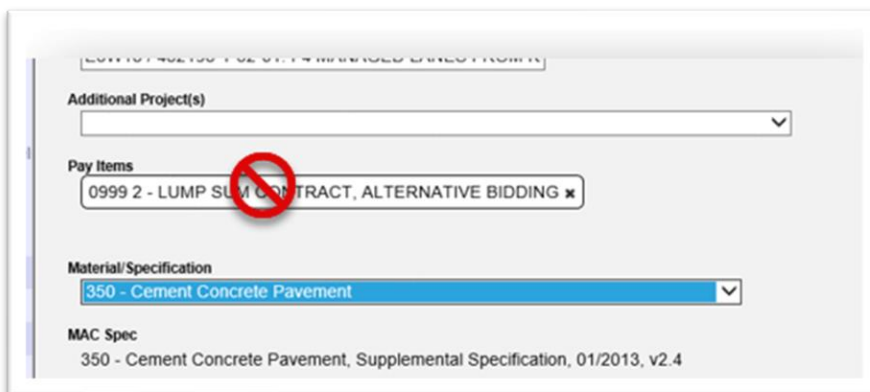 Additional Project(s)
Pay Items
0999 2 - LUMP SUM CONTRACT, ALTERNATIVE BIDDING ×
Material/Specification
350 - Cement Concrete Pavement
MAC Spec
350 - Cement Concrete Pavement, Supplemental Specification, 01/2013, v2.4